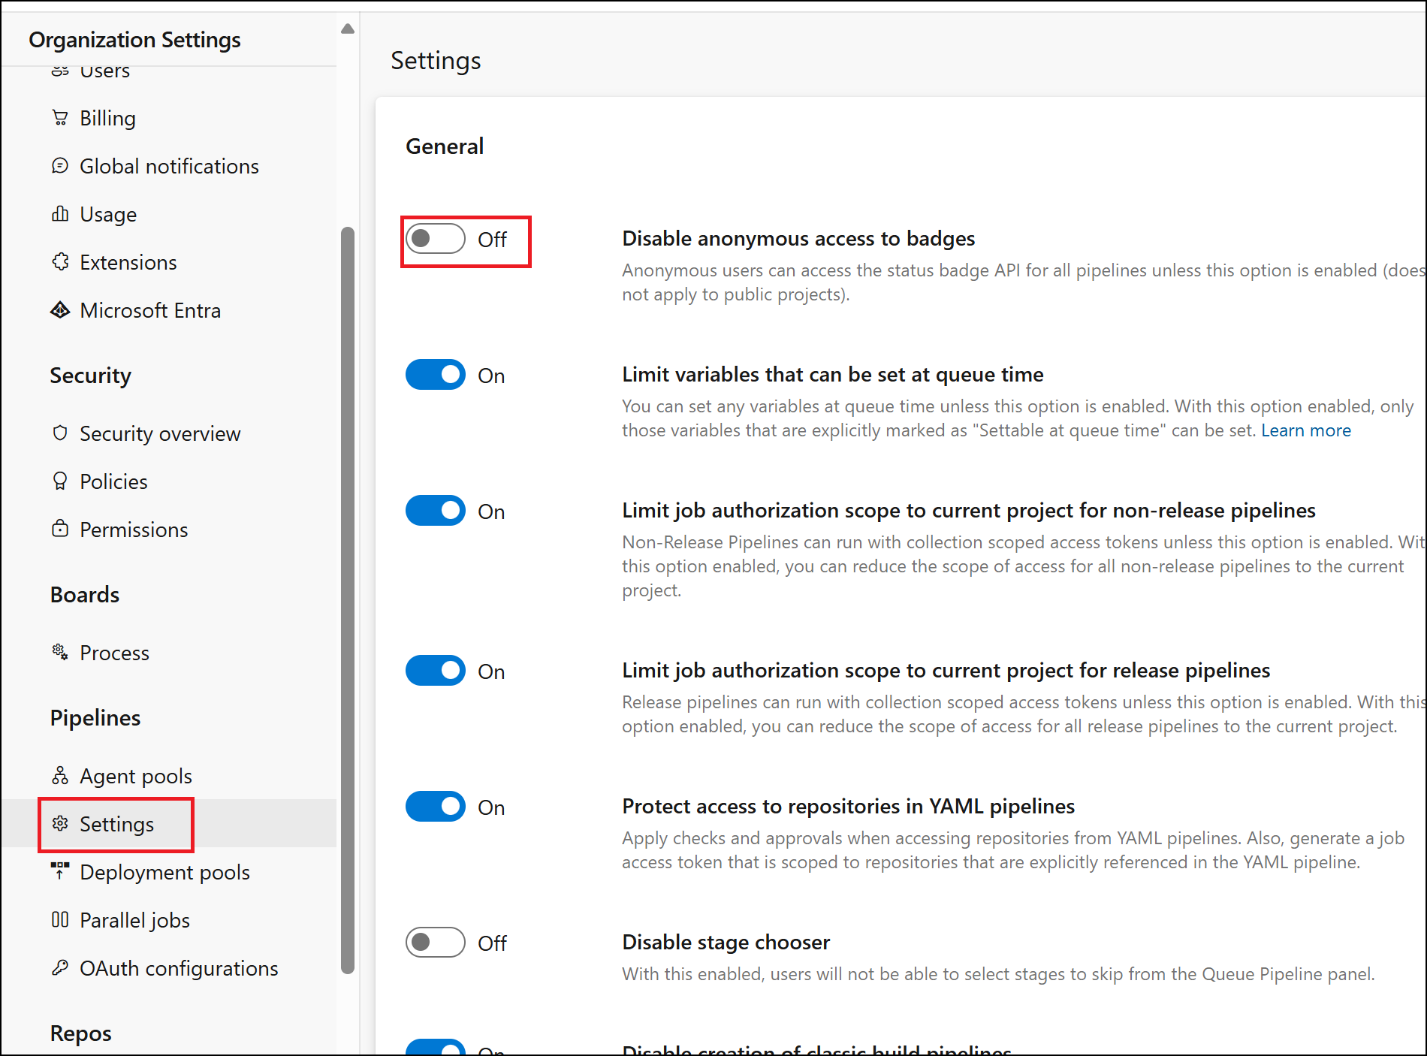 Organization Settings
Users
Billing
Global notifications
Usage
Extensions
Microsoft Entra
Security
Security overview
Policies
Permissions
Boards
Process
Pipelines
Agent pools
Settings
Deployment pools
Parallel jobs
OAuth configurations
Repos
Settings
General
Off
Disable anonymous access to badges
Anonymous users can access the status badge API for all pipelines unless this option is enabled (does
not apply to public projects).
On
Limit variables that can be set at queue time
You can set any variables at queue time unless this option is enabled. With this option enabled, only
those variables that are explicitly marked as "Settable at queue time" can be set. Learn more
On
Limit job authorization scope to current project for non-release pipelines
Non-Release Pipelines can run with collection scoped access tokens unless this option is enabled. Wit
this option enabled, you can reduce the scope of access for all non-release pipelines to the current
project.
On
Limit job authorization scope to current project for release pipelines
Release pipelines can run with collection scoped access tokens unless this option is enabled. With this
option enabled, you can reduce the scope of access for all release pipelines to the current project.
On
Protect access to repositories in YAML pipelines
Apply checks and approvals when accessing repositories from YAML pipelines. Also, generate a job
access token that is scoped to repositories that are explicitly referenced in the YAML pipeline.
Off
Disable stage chooser
With this enabled, users will not be able to select stages to skip from the Queue Pipeline panel.
On
Disable creation of classic build pipelines